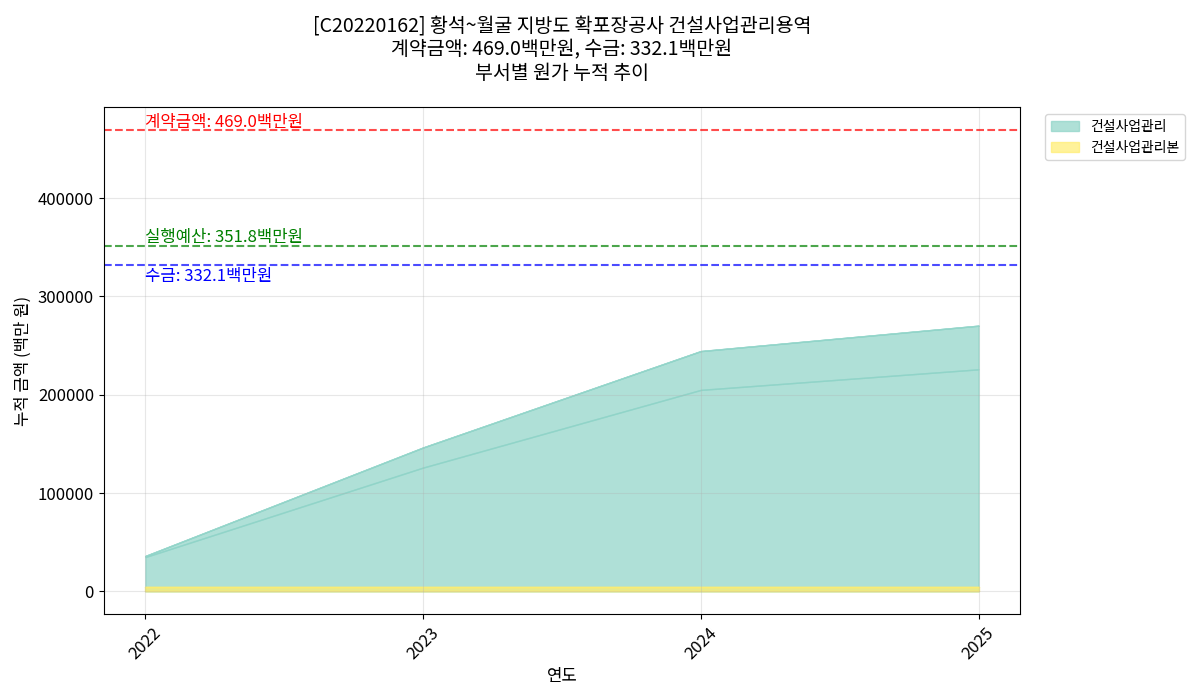 [C20220162] 황석~월굴 지방도 확포장공사 건설사업관리용역
계약금액: 469.0백만원, 수금: 332.1백만원
부서별 원가 누적 추이
계약금액: 469.0백만원
건설사업관리
건설사업관리본
400000
실행예산: 351.8백만원
수금: 332.1백만원
300000
누적 금액 (백만 원)
200000
100000
0
2022
2023
2024
2025
연도